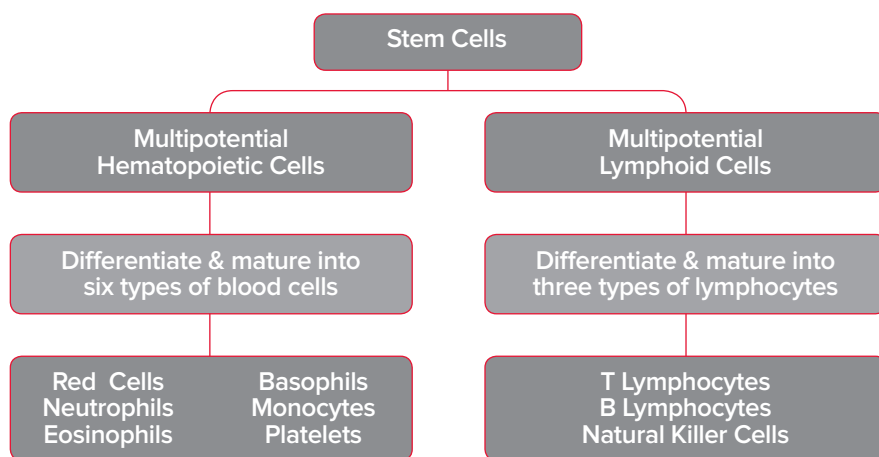 Stem Cells
Multipotential
Hematopoietic Cells
Multipotential
Lymphoid Cells
Differentiate & mature into
six types of blood cells
Differentiate & mature into
three types of lymphocytes
Red Cells
Neutrophils
Eosinophils
Basophils
Monocytes
Platelets
T Lymphocytes
B Lymphocytes
Natural Killer Cells